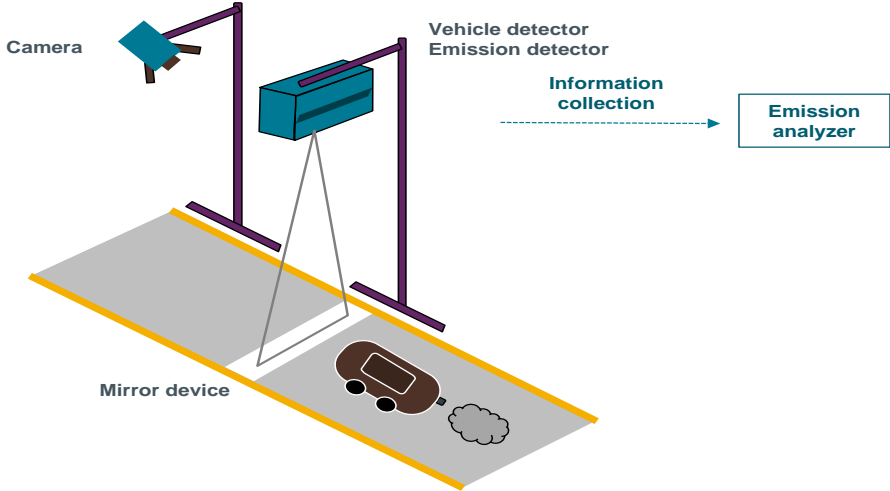 Camera
Vehicle detector
Emission detector
Information
collection
Emission
analyzer
Mirror device